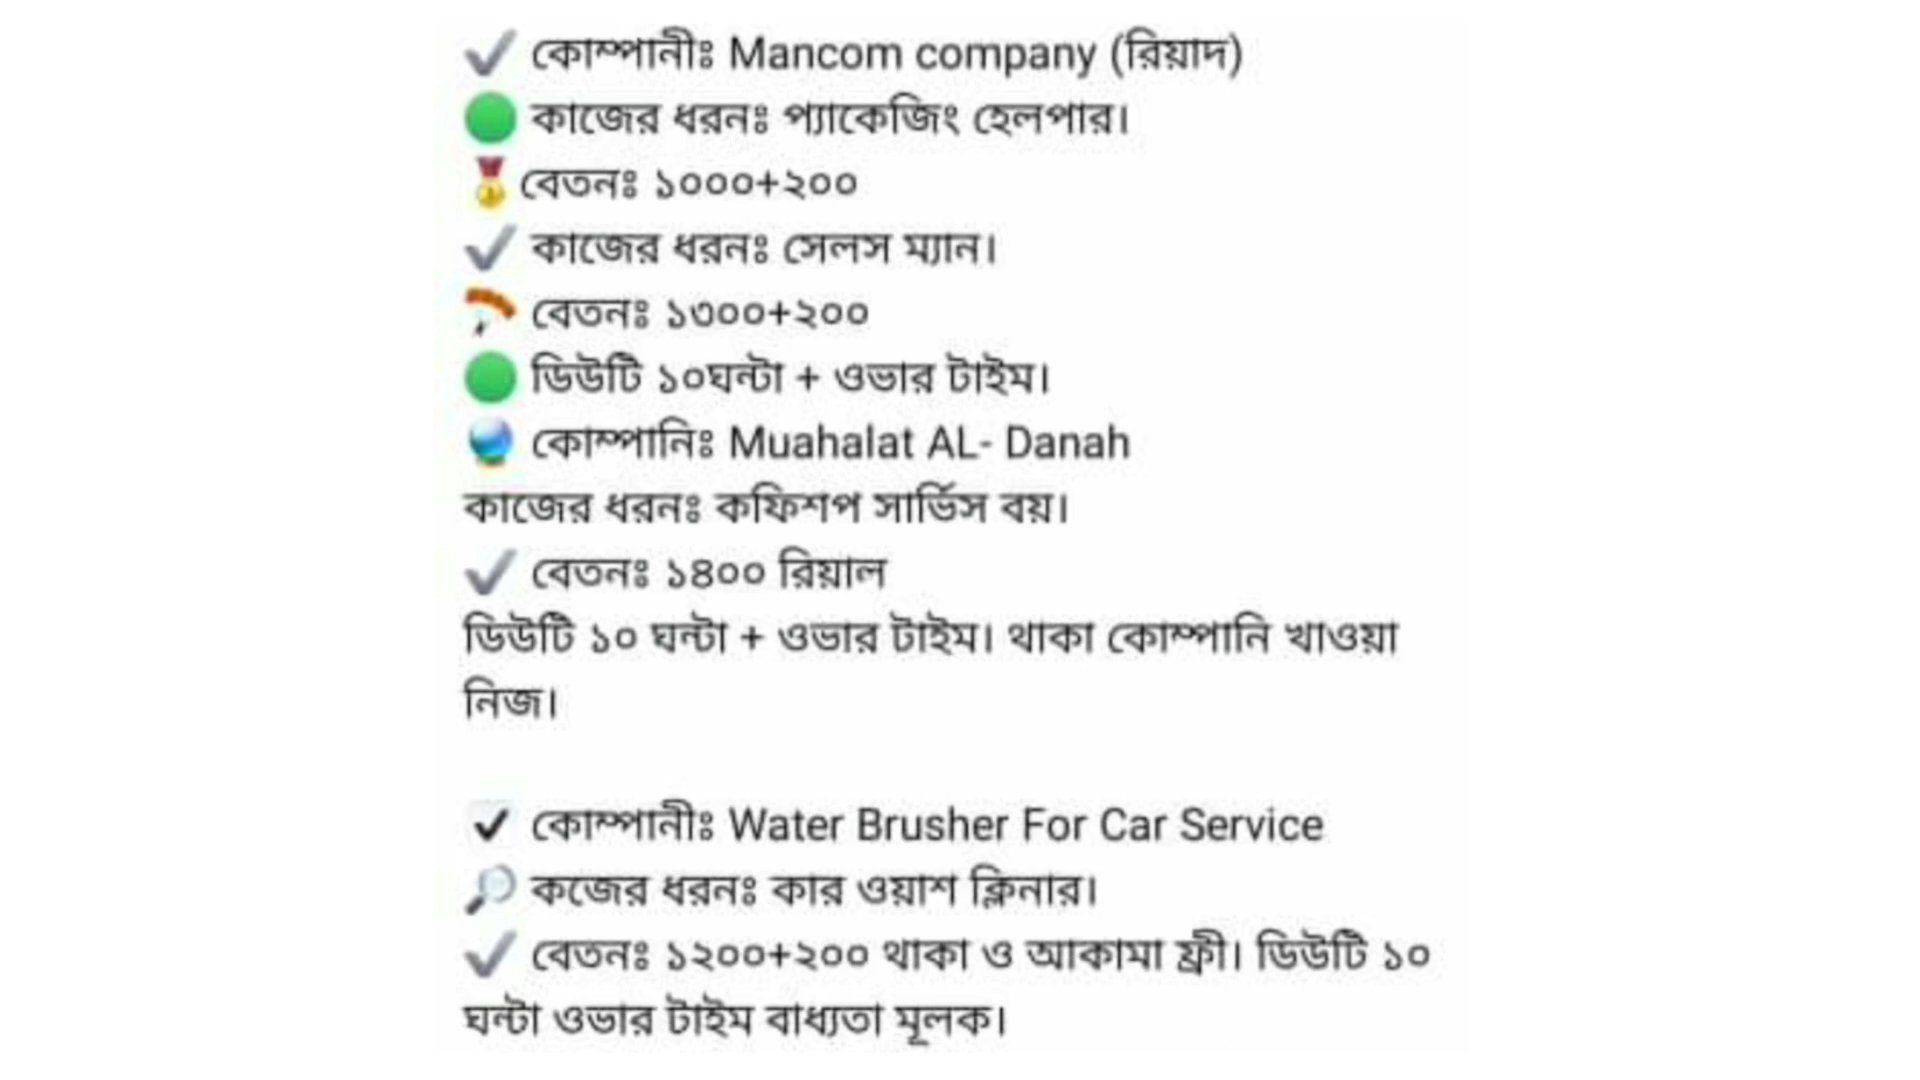 ✔ কোম্পানীঃ Mancom company (রিয়াদ)
🟢 কাজের ধরনঃ প্যাকেজিং হেলপার।
🏅বেতনঃ ১০০০+২০০
✔ কাজের ধরনঃ সেলস ম্যান।
🪂 বেতনঃ ১৩০০+২০০
🟢 ডিউটি ১০ঘন্টা + ওভার টাইম।
🔮 কোম্পানিঃ Muahalat AL- Danah
কাজের ধরনঃ কফিশপ সার্ভিস বয়।
✔ বেতনঃ ১৪০০ রিয়াল
ডিউটি ১০ ঘন্টা + ওভার টাইম। থাকা কোম্পানি খাওয়া
নিজ।
✔ কোম্পানীঃ Water Brusher For Car Service
🔎 কজের ধরনঃ কার ওয়াশ ক্লিনার।
✔ বেতনঃ ১২০০+২০০ থাকা ও আকামা ফ্রী। ডিউটি ১০
ঘন্টা ওভার টাইম বাধ্যতা মূলক।